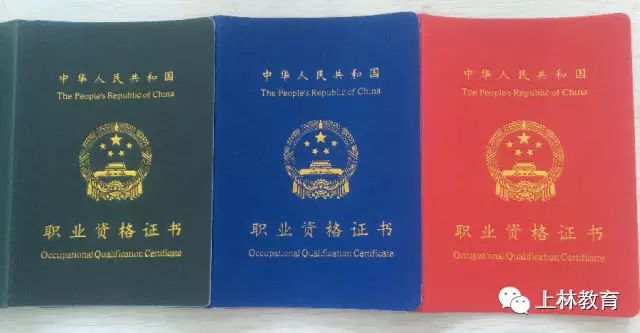 中华人民共和国
The People's Republic of China
职业资格证书
Occupational Qualification Certificate
中华人民共和国
The People's Republic of China
职业资格证书
Occupational Qualification Certificate
中华人民共和国
The People's Republic of China
职业资格证书
Occupational Qualification Certificate
上林教育